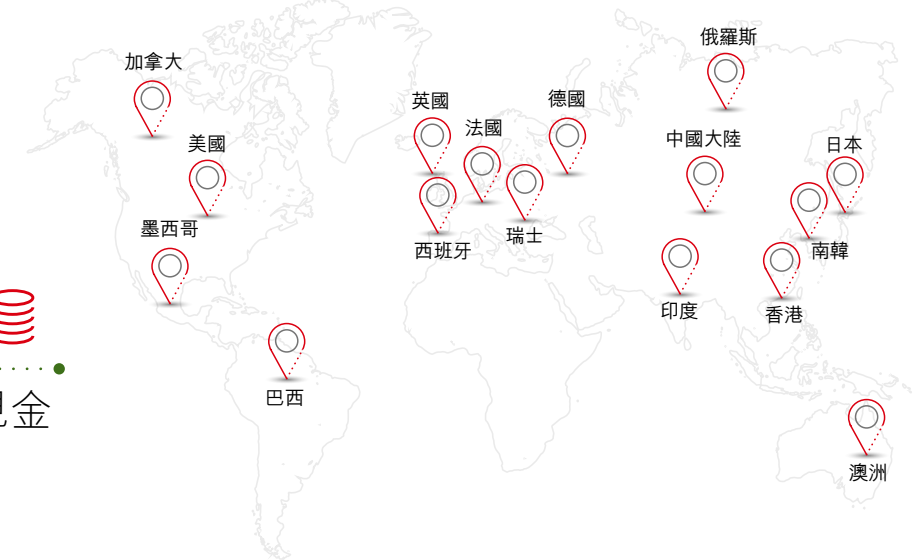 俄羅斯
加拿大
英國
德國
法國
美國
中國大陸
日本
墨西哥
西班牙
瑞士
南韓
印度
香港
巴西
金
澳洲